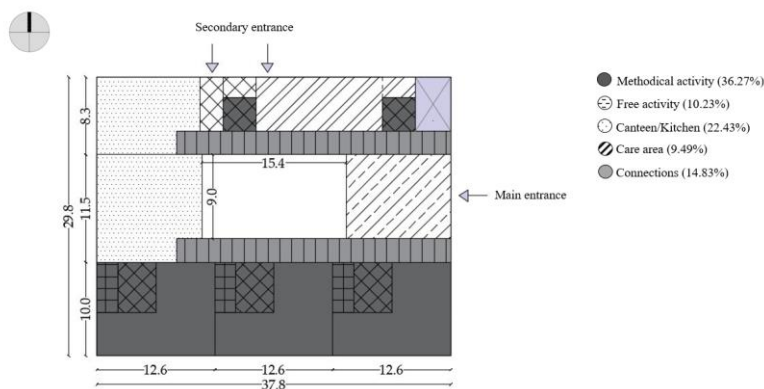 Secondary entrance
Methodical activity (36.27%)
Free activity (10.23%)
Canteen/Kitchen (22.43%)
Care area (9.49%)
Connections (14.83%)
8.3
15.4
29.8
11.5
9.0
Main entrance
10.0
12.6
12.6
12.6
37.8